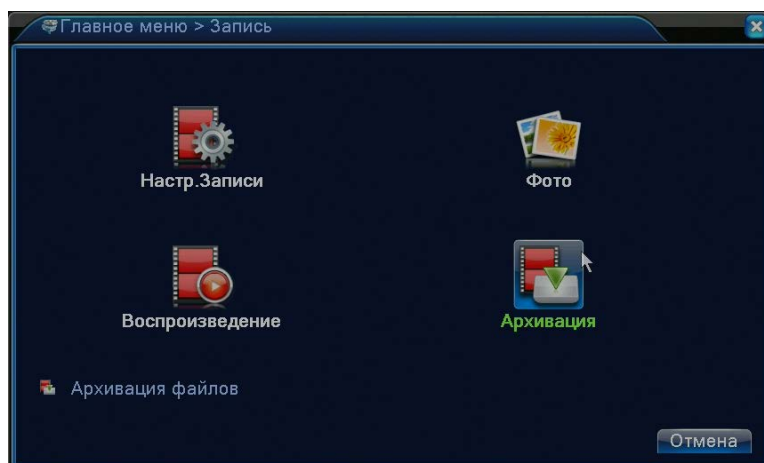 Главное меню > Запись
Настр.Записи
Фото
Воспроизведение
Архивация
Архивация файлов
Отмена